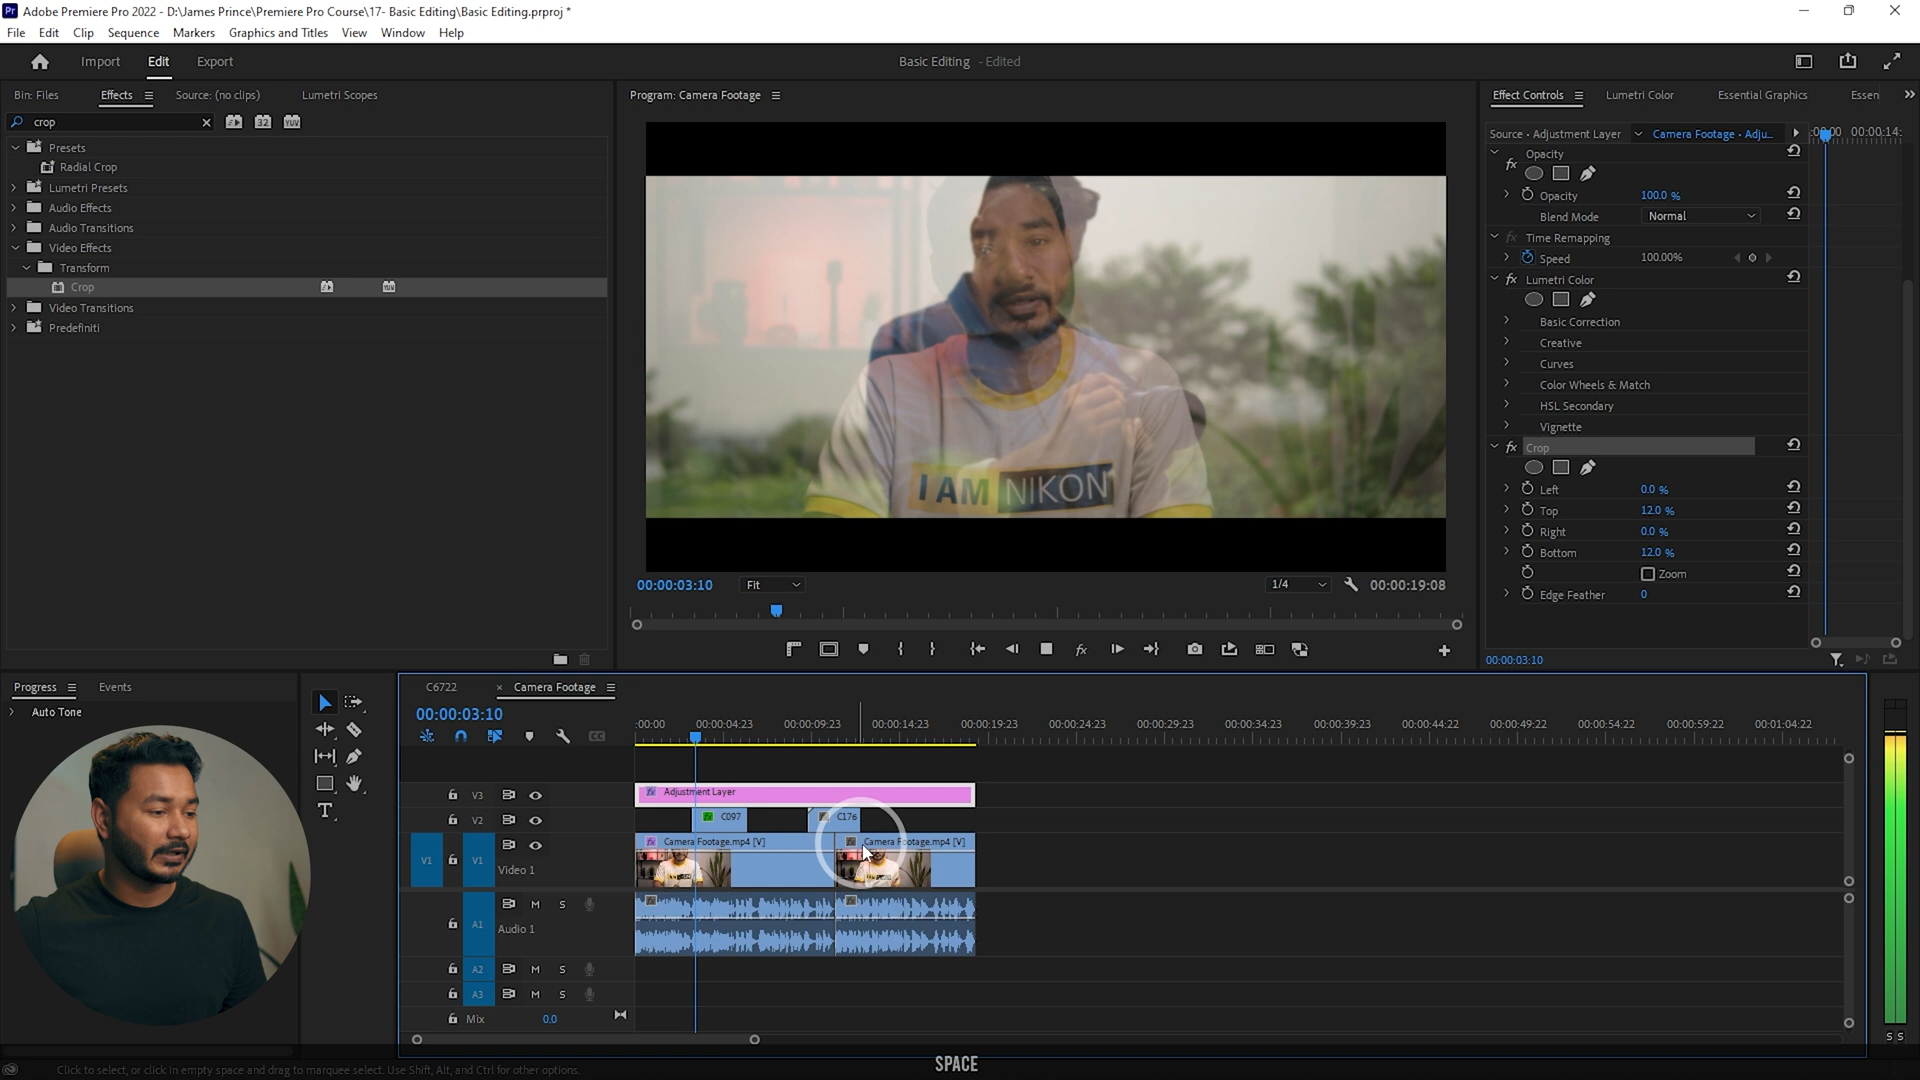 Pr Adobe Premiere Pro 2022 - D:\James Prince\Premiere Pro Course\17- Basic Editing\Basic Editing.prproj *
File Edit Clip Sequence Markers Graphics and Titles View Window Help
Import Edit Export
Basic Editing - Edited
Bin: Files Effects Source: (no clips) Lumetri Scopes
crop 32 YUV
Presets
Radial Crop
Lumetri Presets
Audio Effects
Audio Transitions
Video Effects
Transform
Crop
Video Transitions
Predefiniti
Program: Camera Footage
I AM NIKON
00:00:03:10 Fit 1/4 00:00:19:08
Effect Controls Lumetri Color Essential Graphics Essen
Source • Adjustment Layer Camera Footage • Adju... :00:00 00:00:14:
fx Opacity
Opacity 100.0 %
Blend Mode Normal
fx Time Remapping
Speed 100.00%
fx Lumetri Color
Basic Correction
Creative
Curves
Color Wheels & Match
HSL Secondary
Vignette
fx Crop
Left 0.0 %
Top 12.0 %
Right 0.0 %
Bottom 12.0 %
Zoom
Edge Feather 0
00:00:03:10
Progress Events
Auto Tone
C6722 × Camera Footage
00:00:03:10
:00:00 00:00:04:23 00:00:09:23 00:00:14:23 00:00:19:23 00:00:24:23 00:00:29:23 00:00:34:23 00:00:39:23 00:00:44:22 00:00:49:22 00:00:54:22 00:00:59:22 00:01:04:22
V3 fx Adjustment Layer
V2 C097 C176
V1 V1 Video 1 Camera Footage.mp4 [V] Camera Footage.mp4 [V]
A1 M S Audio 1
A2 M S
A3 M S
Mix 0.0
S S
SPACE
Click to select, or click in empty space and drag to marquee select. Use Shift, Alt, and Ctrl for other options.